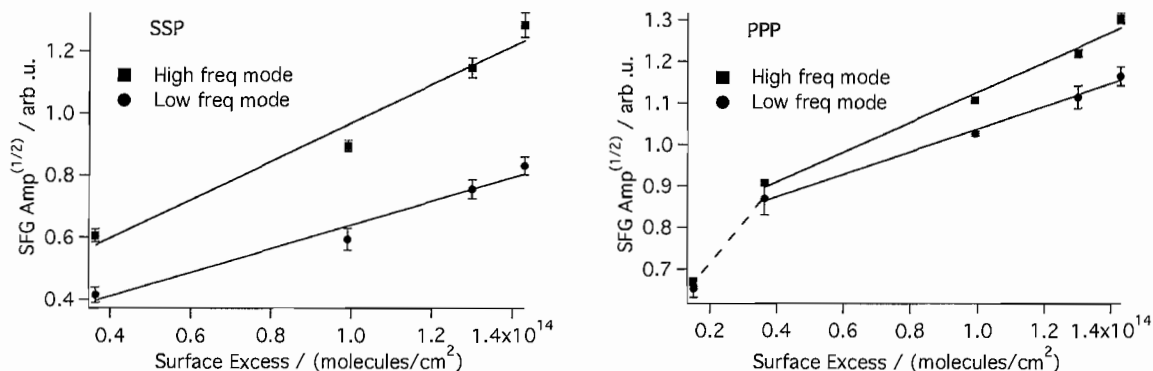 SSP
High freq mode
Low freq mode
SFG Amp(1/2) / arb .u.
1.2
1.0
0.8
0.6
0.4
0.4
0.6
0.8
1.0
1.2
1.4x10^14
Surface Excess / (molecules/cm²)
PPP
High freq mode
Low freq mode
SFG Amp(1/2) / arb .u.
1.3
1.2
1.1
1.0
0.9
0.8
0.7
0.2
0.4
0.6
0.8
1.0
1.2
1.4x10^14
Surface Excess / (molecules/cm²)